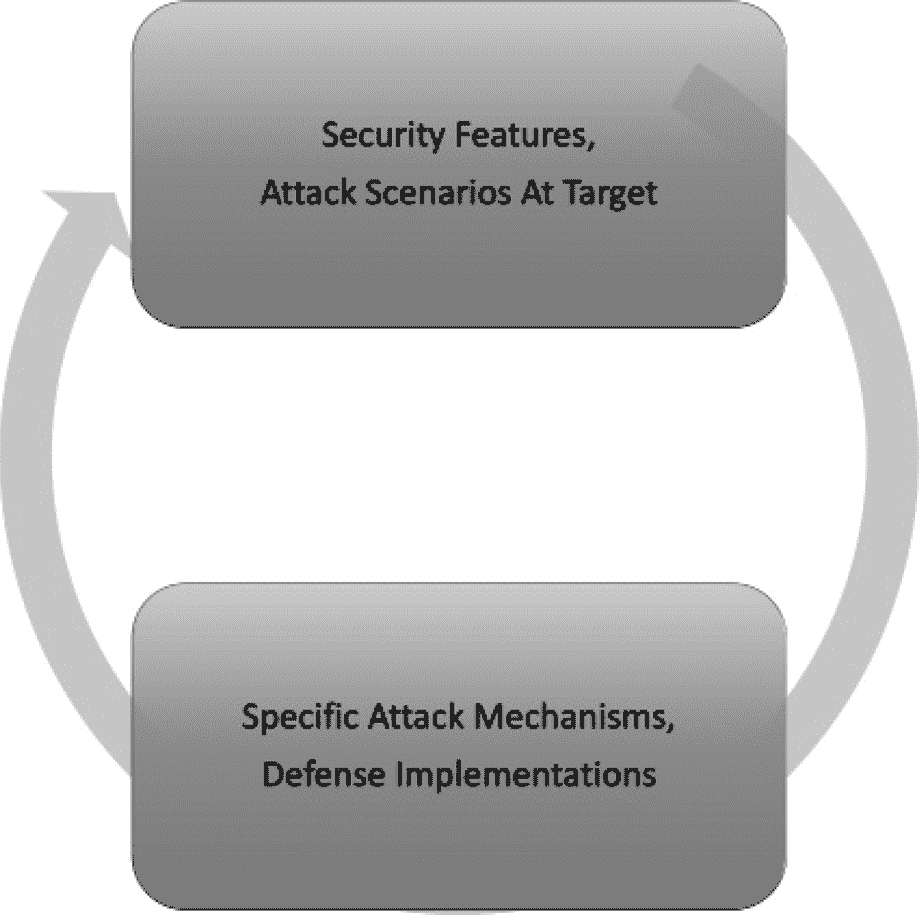 Security Features,
Attack Scenarios At Target
Specific Attack Mechanisms,
Defense Implementations